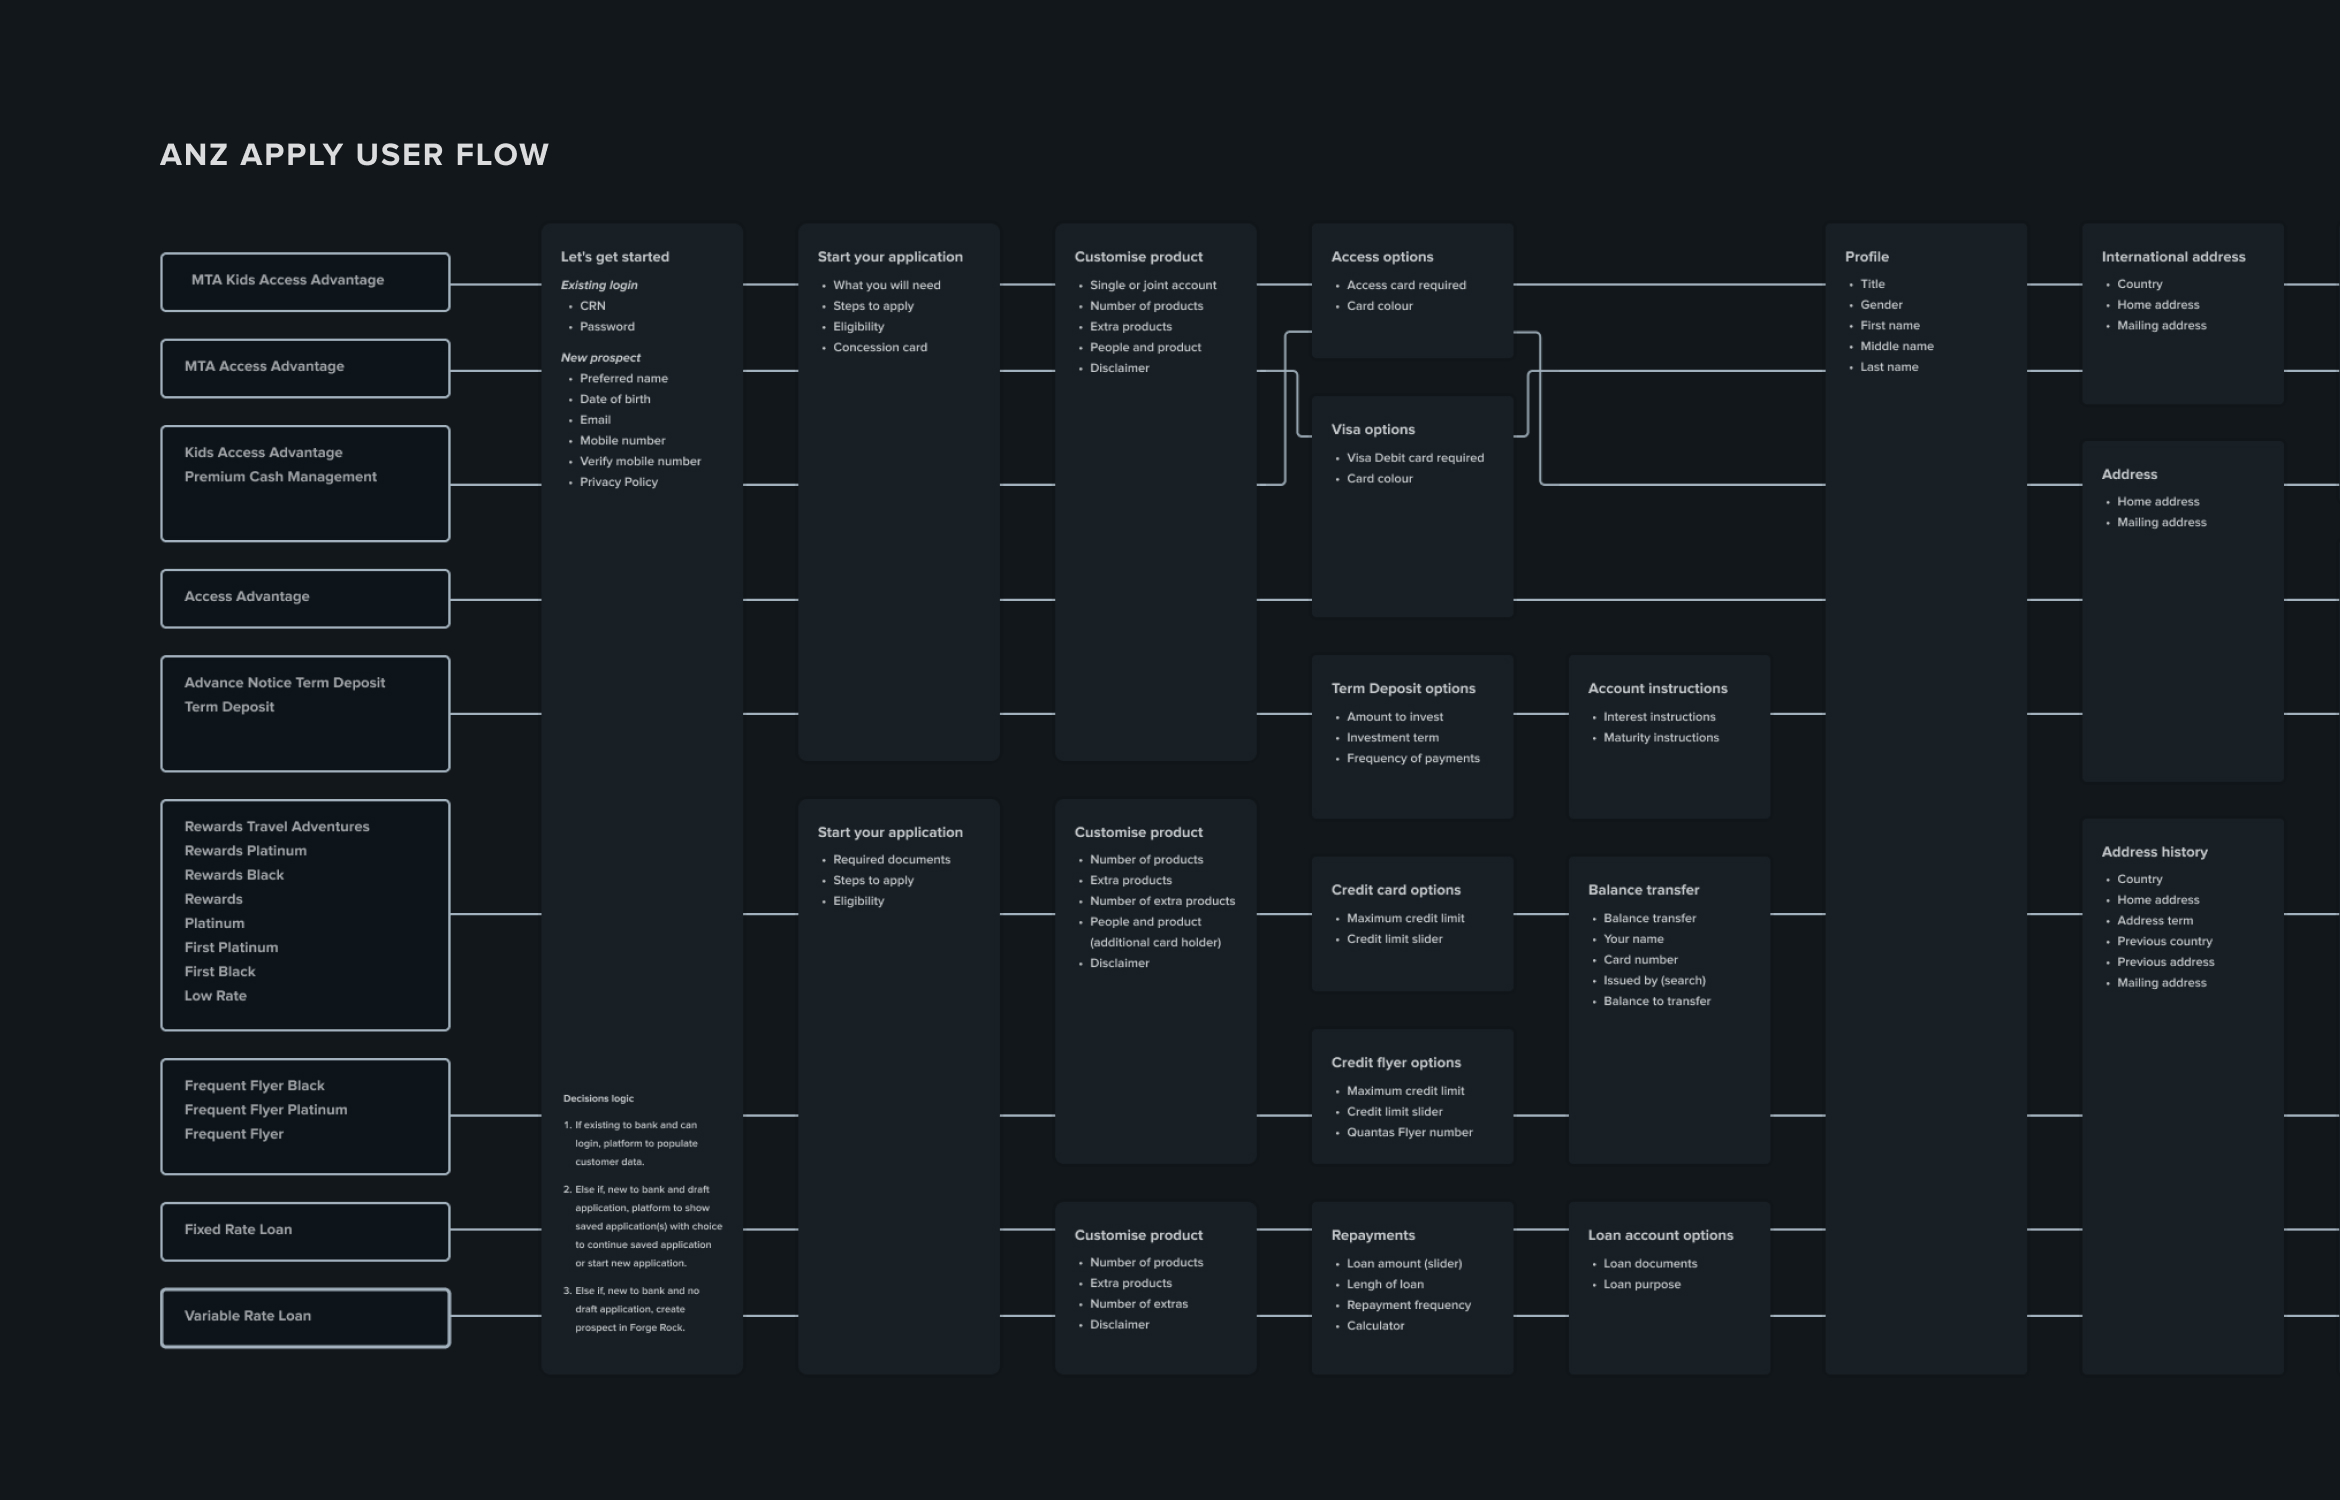 ANZ APPLY USER FLOW
MTA Kids Access Advantage
MTA Access Advantage
Kids Access Advantage
Premium Cash Management
Access Advantage
Advance Notice Term Deposit
Term Deposit
Rewards Travel Adventures
Rewards Platinum
Rewards Black
Rewards
Platinum
First Platinum
First Black
Low Rate
Frequent Flyer Black
Frequent Flyer Platinum
Frequent Flyer
Fixed Rate Loan
Variable Rate Loan
Let's get started
Existing login
• CRN
• Password
New prospect
• Preferred name
• Date of birth
• Email
• Mobile number
• Verify mobile number
• Privacy Policy
Decisions logic
1. If existing to bank and can
login, platform to populate
customer data.
2. Else if, new to bank and draft
application, platform to show
saved application(s) with choice
to continue saved application
or start new application.
3. Else if, new to bank and no
draft application, create
prospect in Forge Rock.
Start your application
• What you will need
• Steps to apply
• Eligibility
• Concession card
Start your application
• Required documents
• Steps to apply
• Eligibility
Customise product
• Single or joint account
• Number of products
• Extra products
• People and product
• Disclaimer
Customise product
• Number of products
• Extra products
• Number of extra products
• People and product
(additional card holder)
• Disclaimer
Customise product
• Number of products
• Extra products
• Number of extras
• Disclaimer
Access options
• Access card required
• Card colour
Visa options
• Visa Debit card required
• Card colour
Term Deposit options
• Amount to invest
• Investment term
• Frequency of payments
Credit card options
• Maximum credit limit
• Credit limit slider
Credit flyer options
• Maximum credit limit
• Credit limit slider
• Quantas Flyer number
Repayments
• Loan amount (slider)
• Lengh of loan
• Repayment frequency
• Calculator
Account instructions
• Interest instructions
• Maturity instructions
Balance transfer
• Balance transfer
• Your name
• Card number
• Issued by (search)
• Balance to transfer
Loan account options
• Loan documents
• Loan purpose
Profile
• Title
• Gender
• First name
• Middle name
• Last name
International address
• Country
• Home address
• Mailing address
Address
• Home address
• Mailing address
Address history
• Country
• Home address
• Address term
• Previous country
• Previous address
• Mailing address